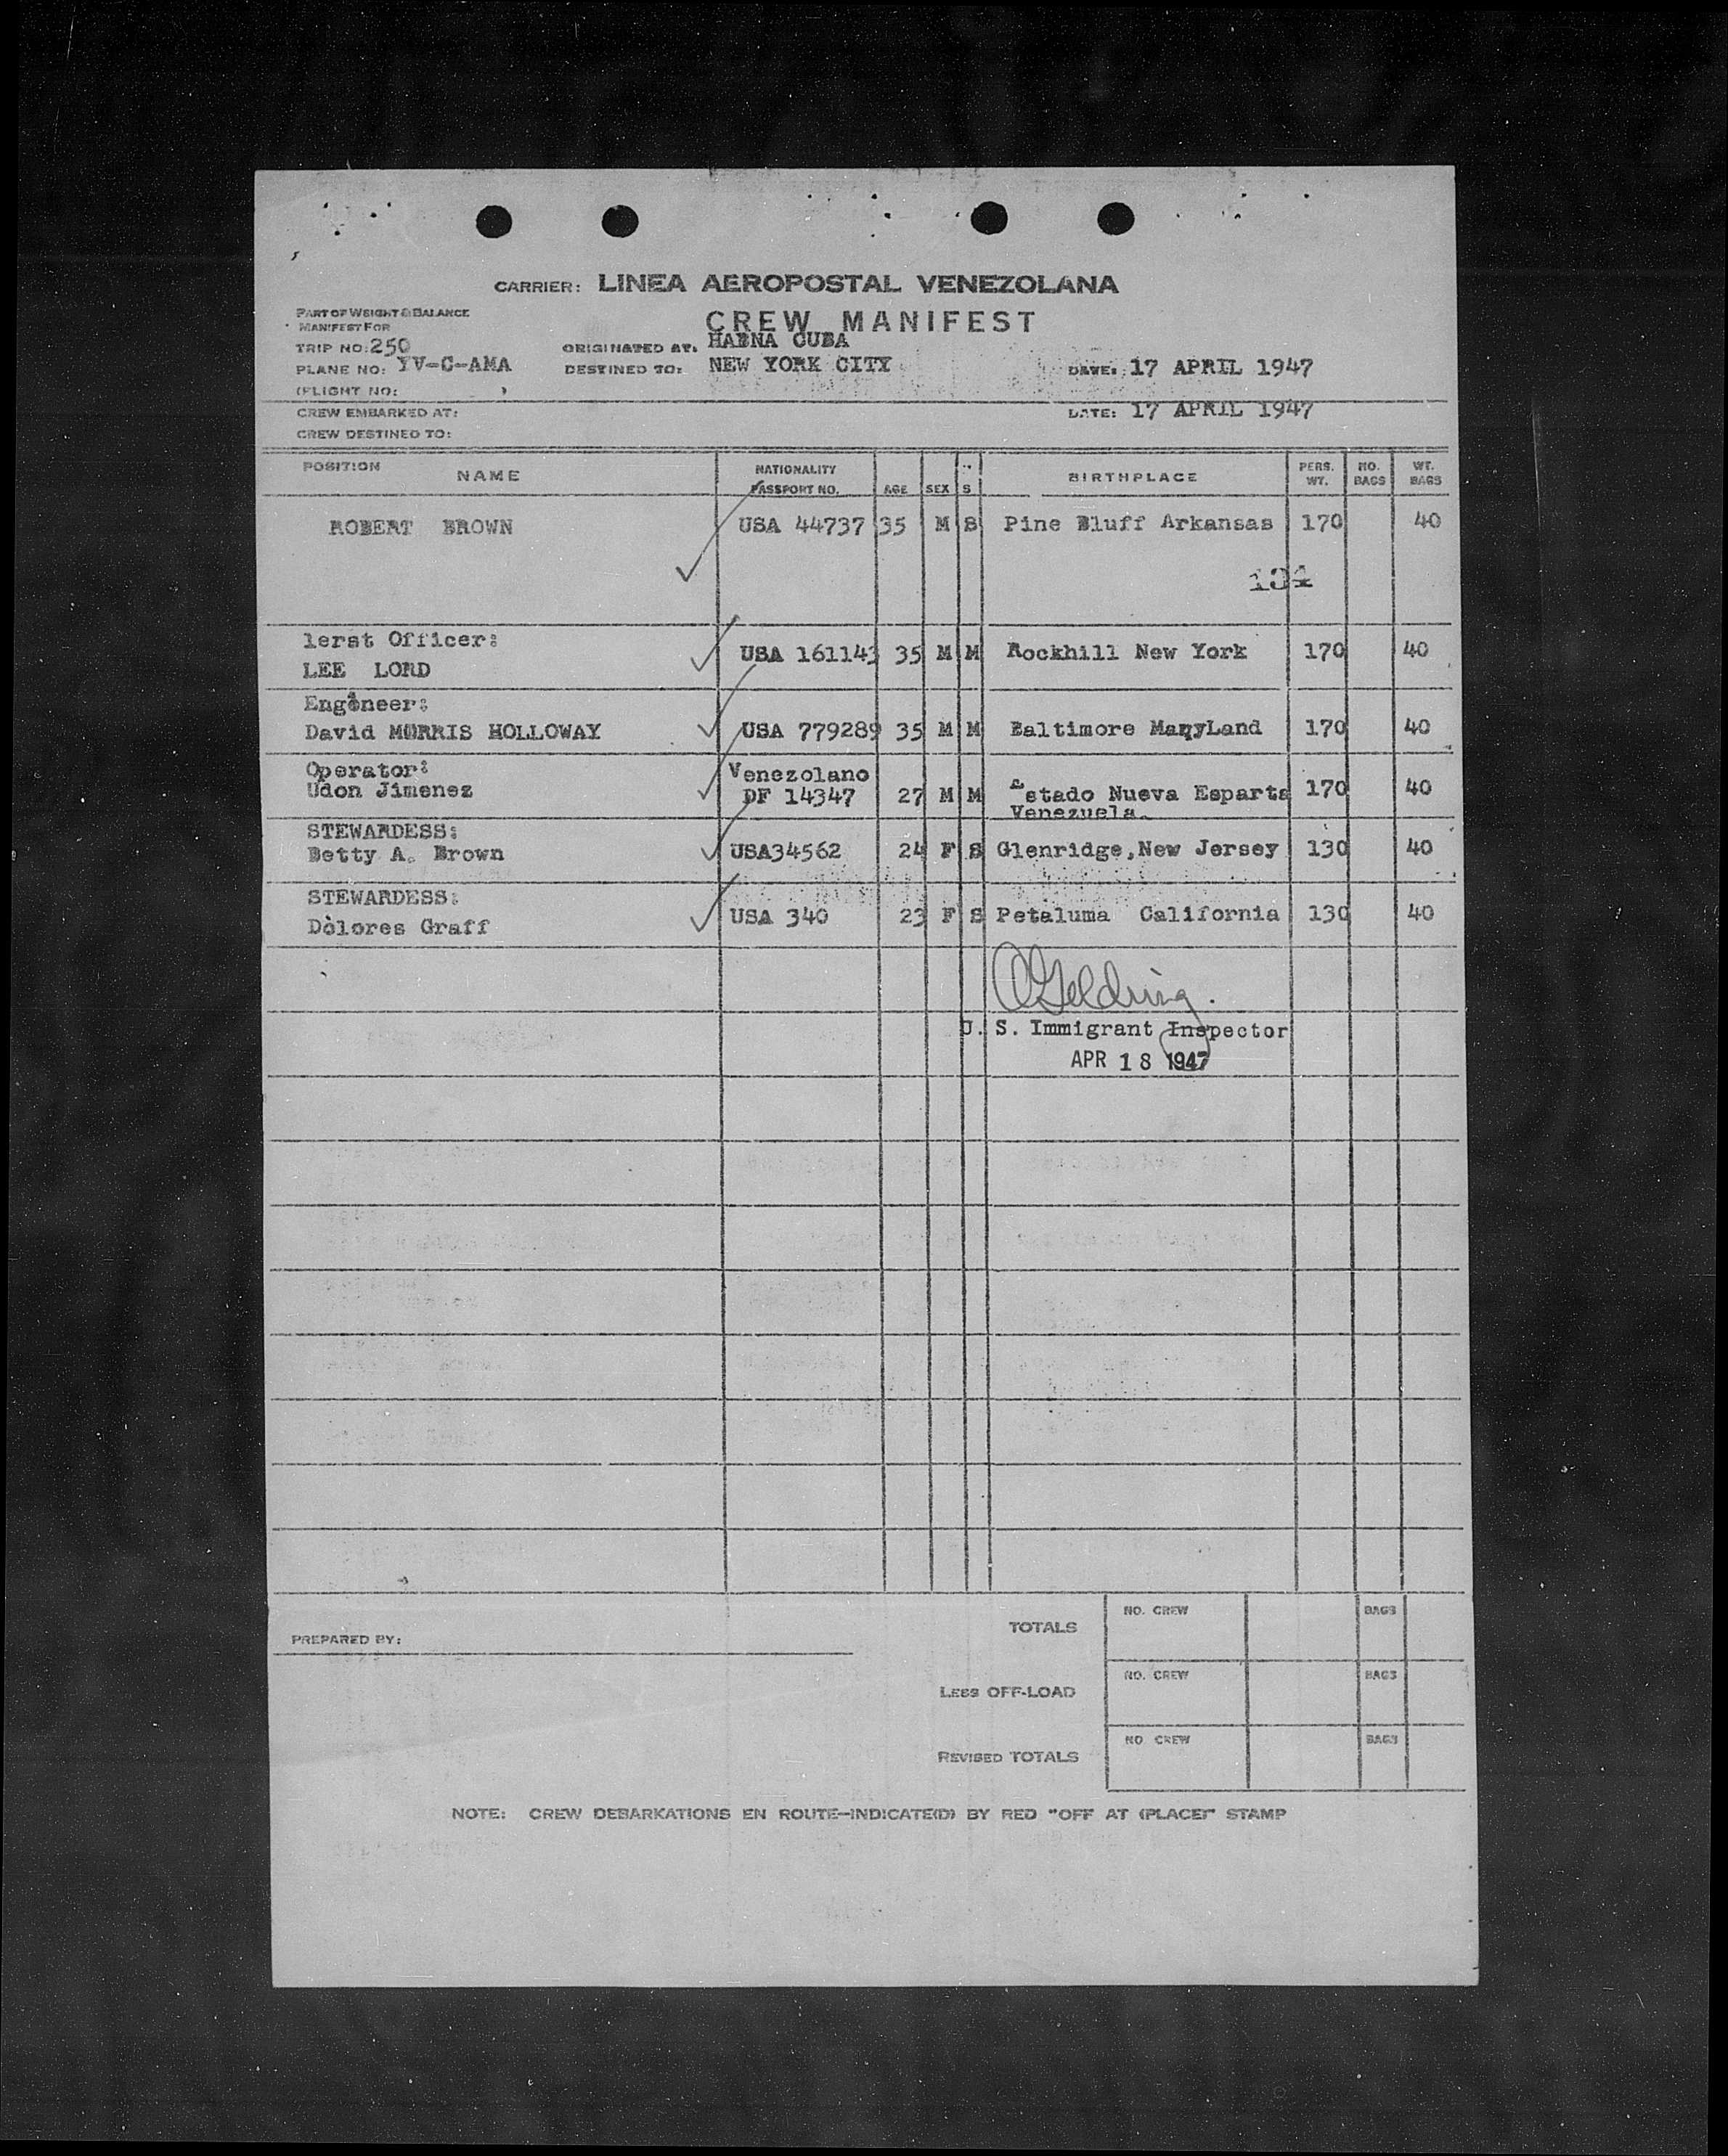 CARRIER: LINEA AEROPOSTAL VENEZOLANA
PART OF WEIGHT & BALANCE
MANIFEST FOR
CREW MANIFEST
TRIP NO: 250 ORIGINATED AT: HABNA CUBA
PLANE NO: YV-C-AMA DESTINED TO: NEW YORK CITY DATE: 17 APRIL 1947
(FLIGHT NO: )
CREW EMBARKED AT: DATE: 17 APRIL 1947
CREW DESTINED TO:
POSITION NAME NATIONALITY PASSPORT NO. AGE SEX S BIRTHPLACE PERS. WT. NO. BAGS WT. BAGS
ROBERT BROWN USA 44737 35 M S Pine Bluff Arkansas 170 40
134
lerst Officer:
LEE LORD USA 161143 35 M M Rockhill New York 170 40
Engineer:
David MORRIS HOLLOWAY USA 779289 35 M M Baltimore MaryLand 170 40
Operator: Venezolano
Udon Jimenez DF 14347 27 M M Estado Nueva Esparta 170 40
Venezuela.
STEWARDESS:
Betty A. Brown USA34562 24 F S Glenridge,New Jersey 130 40
STEWARDESS:
Dolores Graff USA 340 23 F S Petaluma California 130 40
U. S. Immigrant Inspector
APR 18 1947
PREPARED BY:
TOTALS NO. CREW BAGS
LESS OFF-LOAD NO. CREW BAGS
REVISED TOTALS NO CREW BAGS
NOTE: CREW DEBARKATIONS EN ROUTE—INDICATE(D) BY RED "OFF AT (PLACE)" STAMP